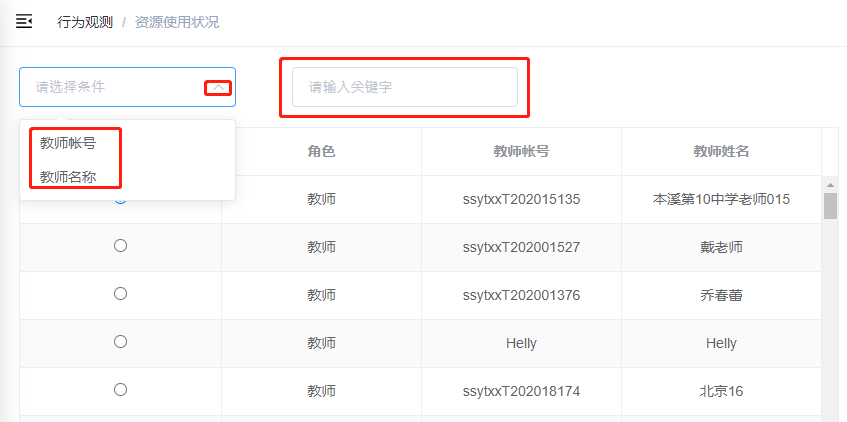 行为观测 / 资源使用状况
请选择条件 请输入关键字
教师帐号
教师名称
角色 教师帐号 教师姓名
教师 ssytxxT202015135 本溪第10中学老师015
教师 ssytxxT202001527 戴老师
教师 ssytxxT202001376 乔春蕾
教师 Helly Helly
教师 ssytxxT202018174 北京16